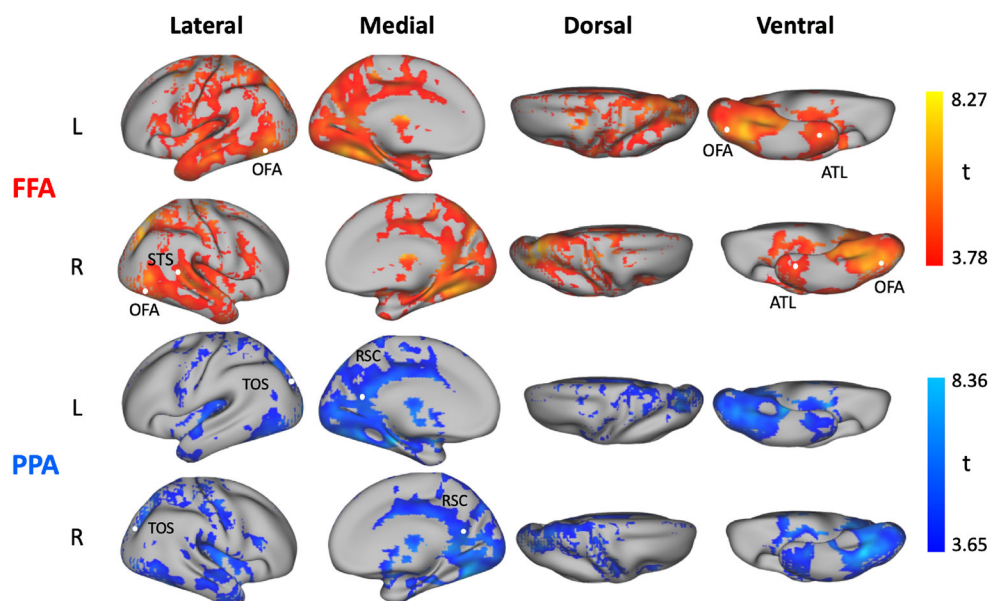 Lateral Medial Dorsal Ventral
L
OFA
OFA
ATL
8.27
t
3.78
FFA
R
STS
OFA
ATL
OFA
L
TOS
RSC
8.36
t
3.65
PPA
R
TOS
RSC